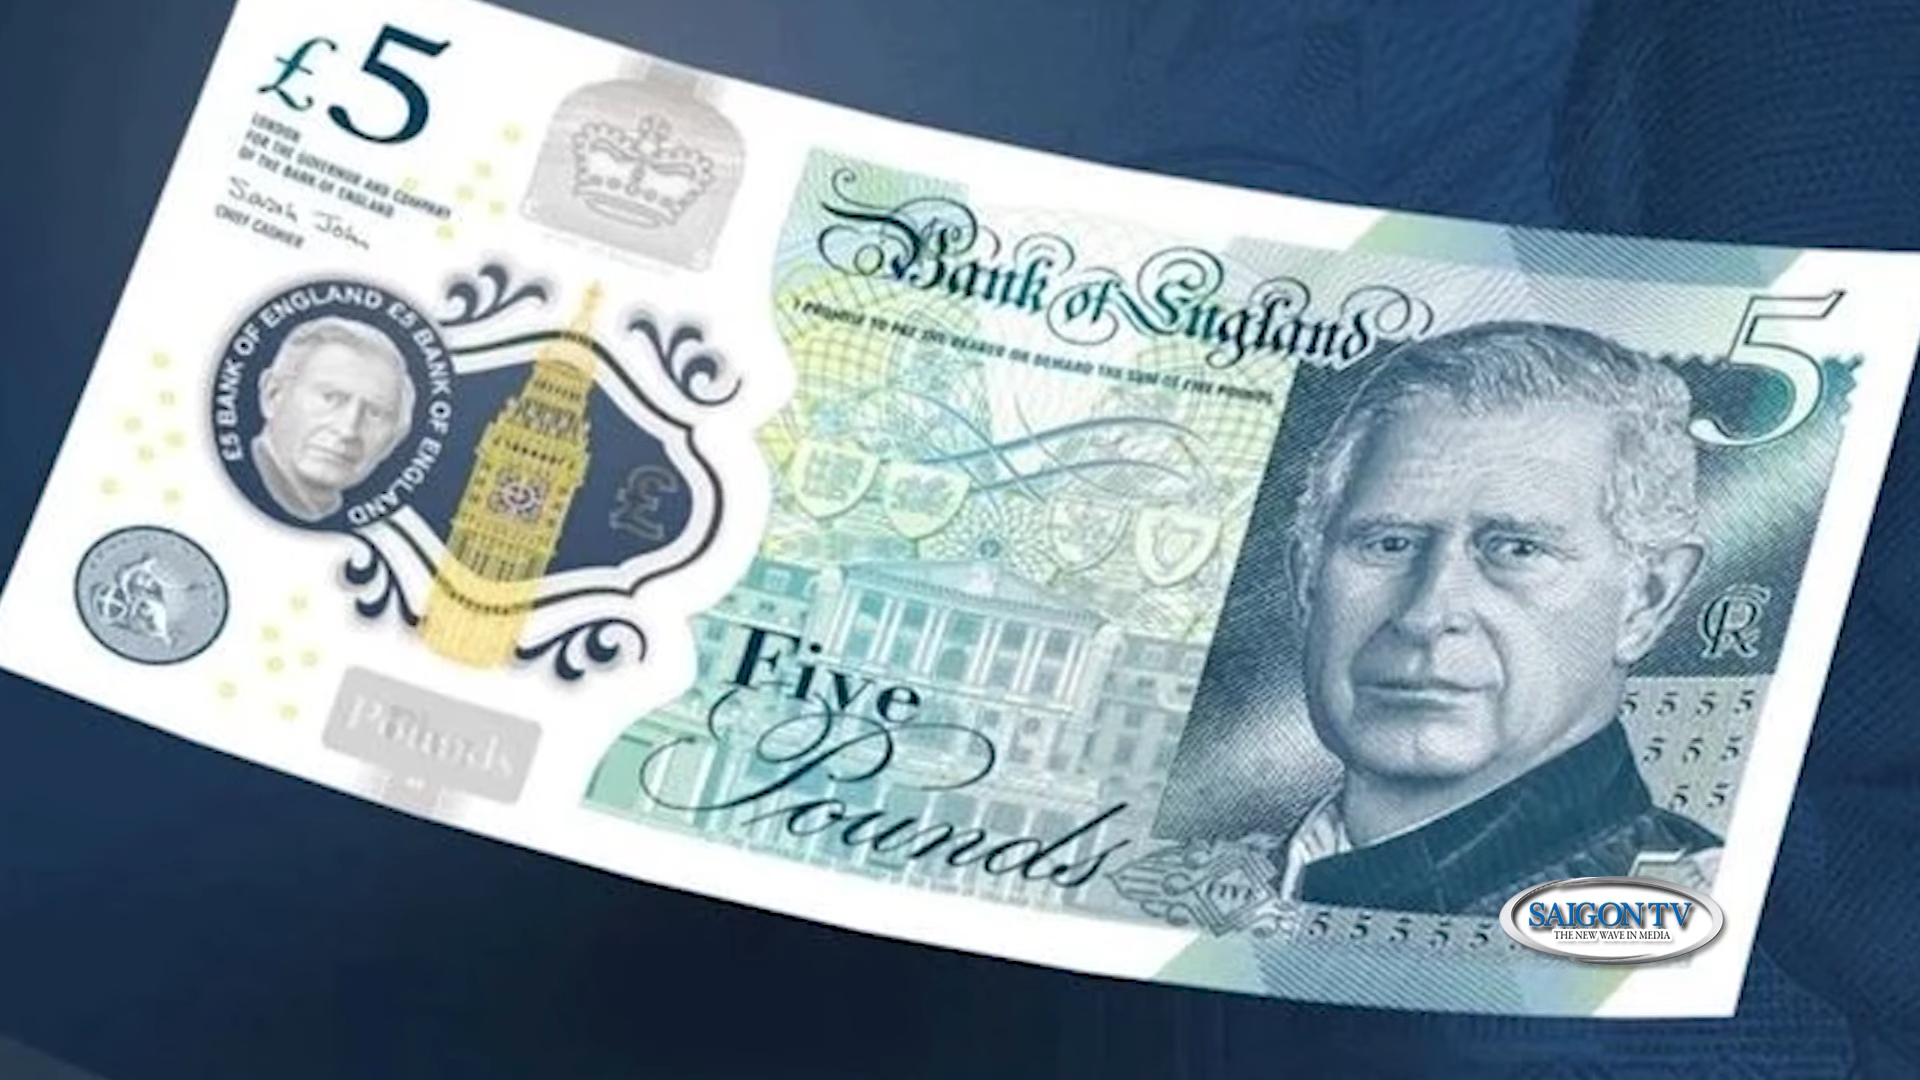 £5
LONDON
FOR THE GOVERNOR AND COMPANY
OF THE BANK OF ENGLAND
Sarah John
CHIEF CASHIER
£5 BANK OF ENGLAND £5 BANK OF ENGLAND
£
Bank of England
I PROMISE TO PAY THE BEARER ON DEMAND THE SUM OF FIVE POUNDS
5
CR
Five
Pounds
Pounds
5 5 5 5
5 5 5
5 5
5
FIVE
5 5 5 5 5
SAIGON TV
THE NEW WAVE IN MEDIA